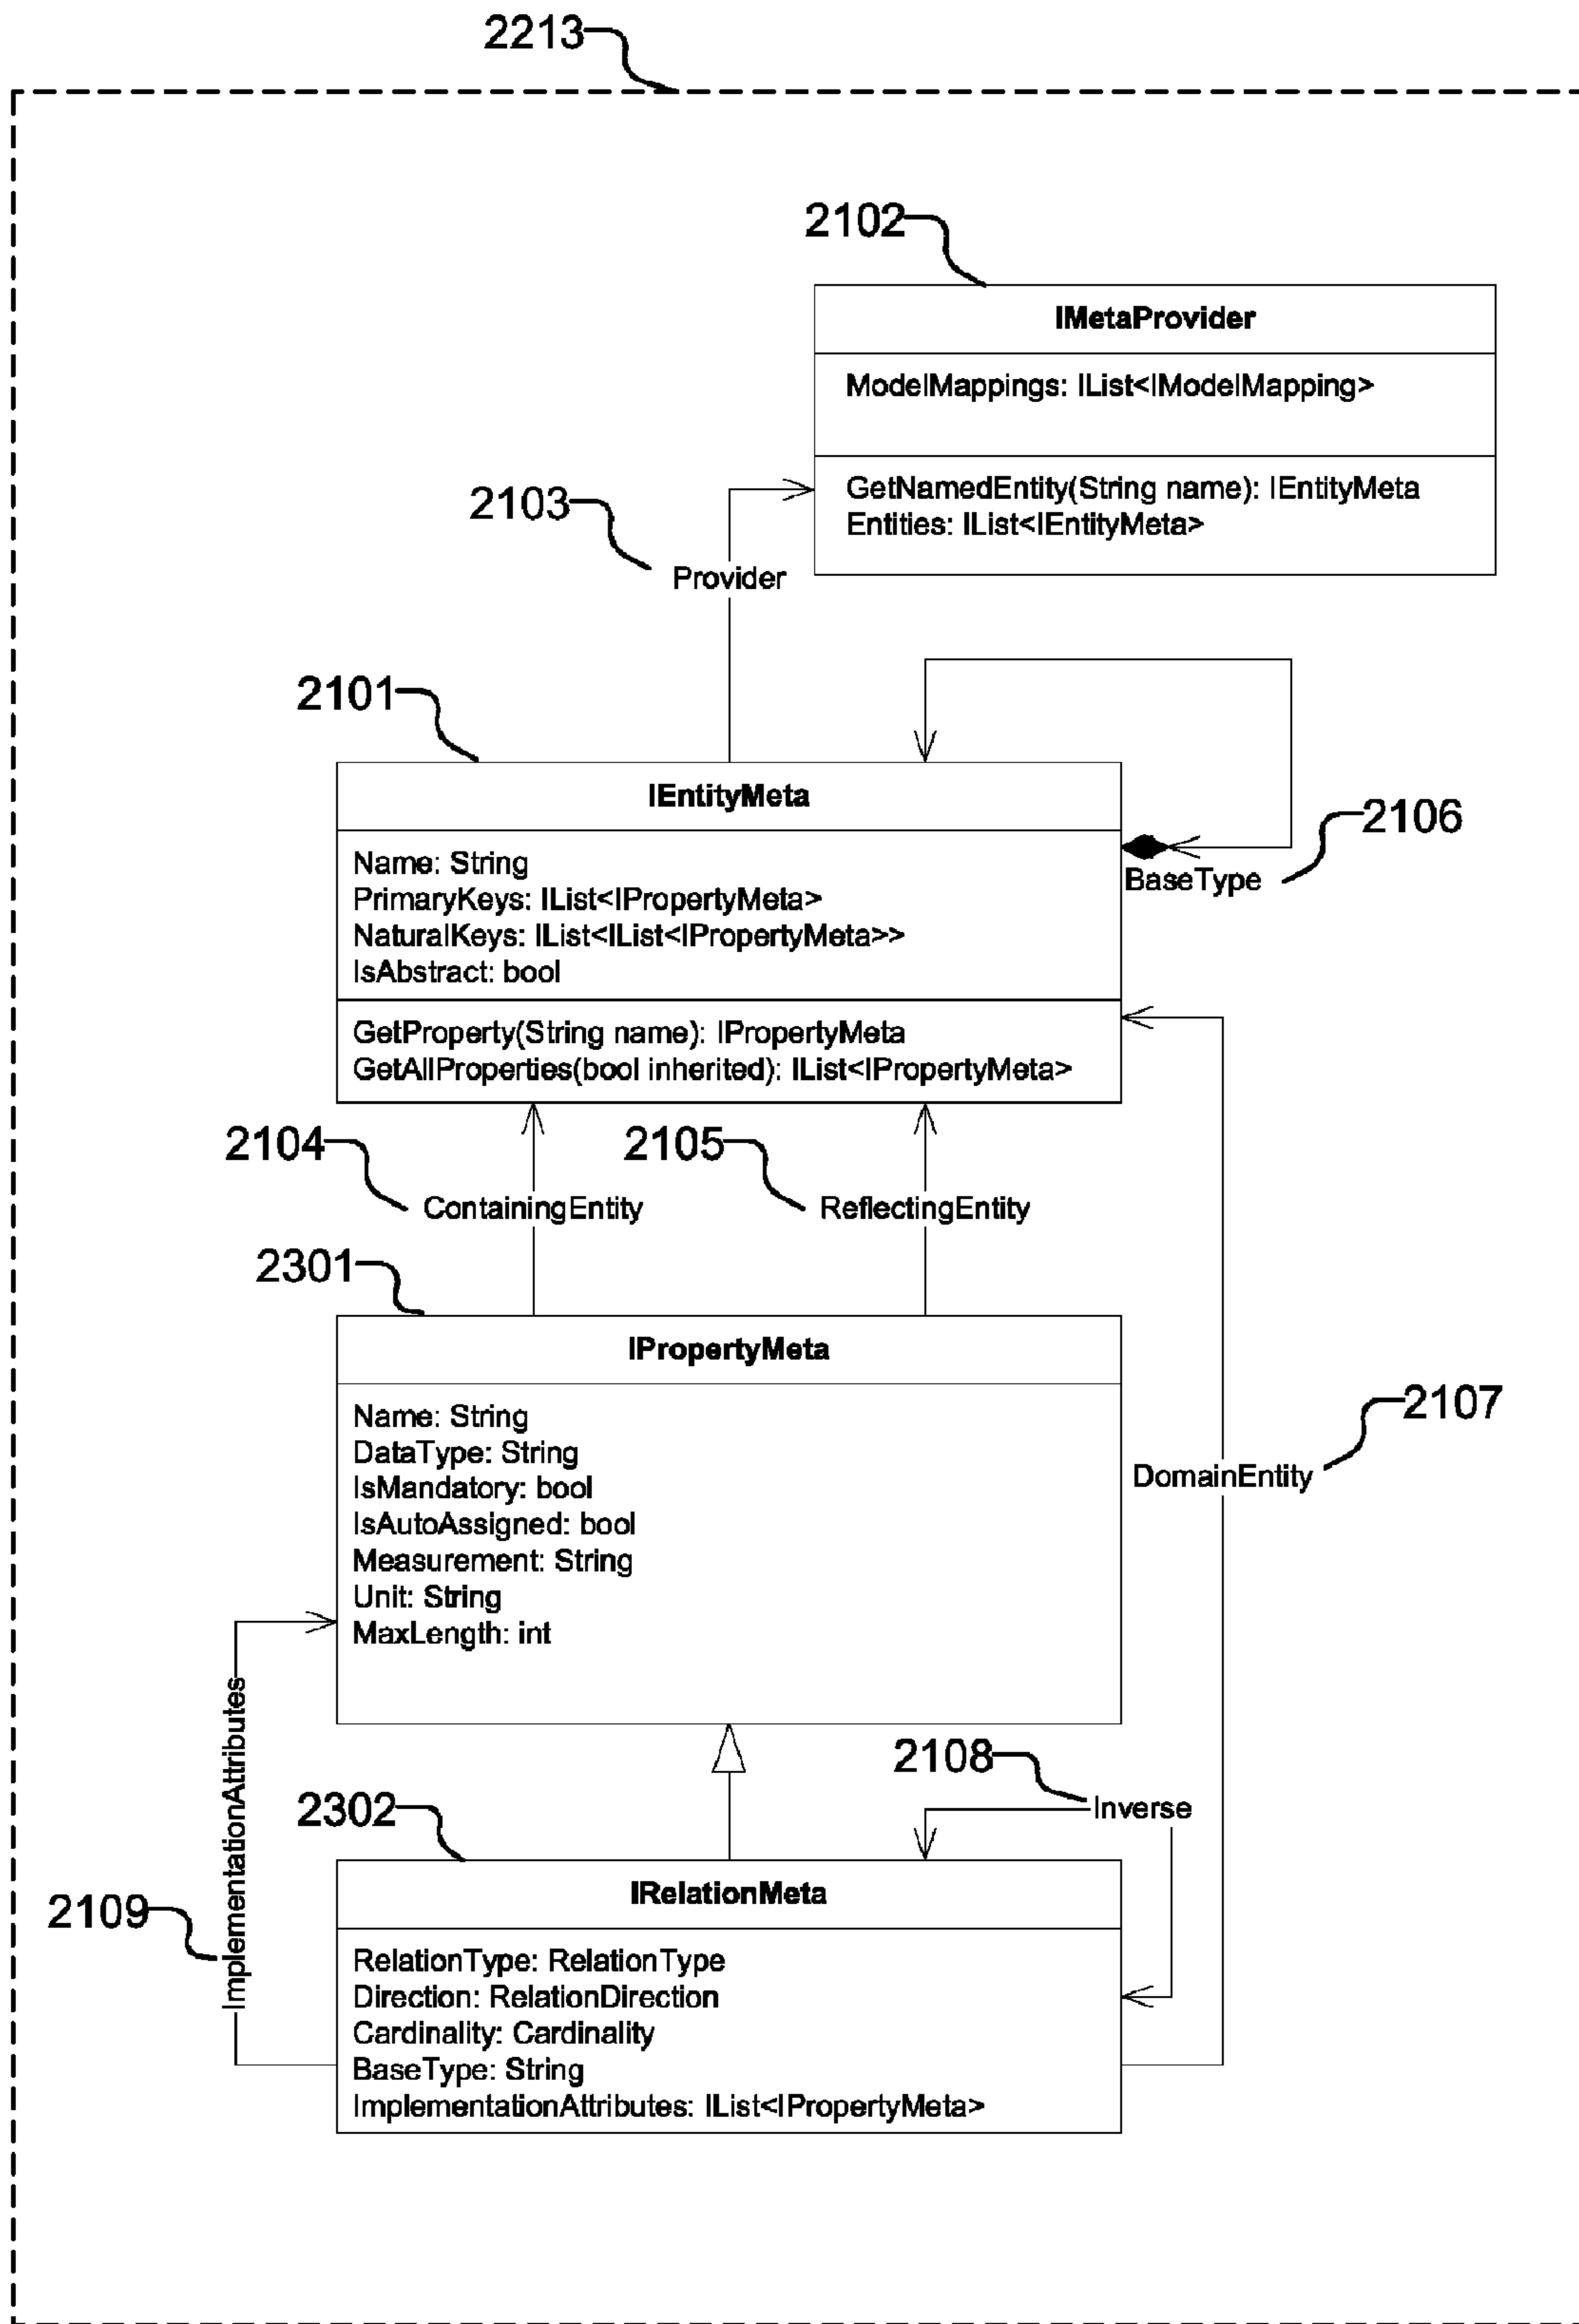 2213
2102
IMetaProvider
ModelMappings: IList<IModelMapping>
GetNamedEntity(String name): IEntityMeta
Entities: IList<IEntityMeta>
2103
Provider
2101
IEntityMeta
Name: String
PrimaryKeys: IList<IPropertyMeta>
NaturalKeys: IList<IList<IPropertyMeta>>
IsAbstract: bool
GetProperty(String name): IPropertyMeta
GetAllProperties(bool inherited): IList<IPropertyMeta>
2106
BaseType
2104
ContainingEntity
2105
ReflectingEntity
2301
IPropertyMeta
Name: String
DataType: String
IsMandatory: bool
IsAutoAssigned: bool
Measurement: String
Unit: String
MaxLength: int
2107
DomainEntity
2108
Inverse
2302
IRelationMeta
RelationType: RelationType
Direction: RelationDirection
Cardinality: Cardinality
BaseType: String
ImplementationAttributes: IList<IPropertyMeta>
2109
ImplementationAttributes